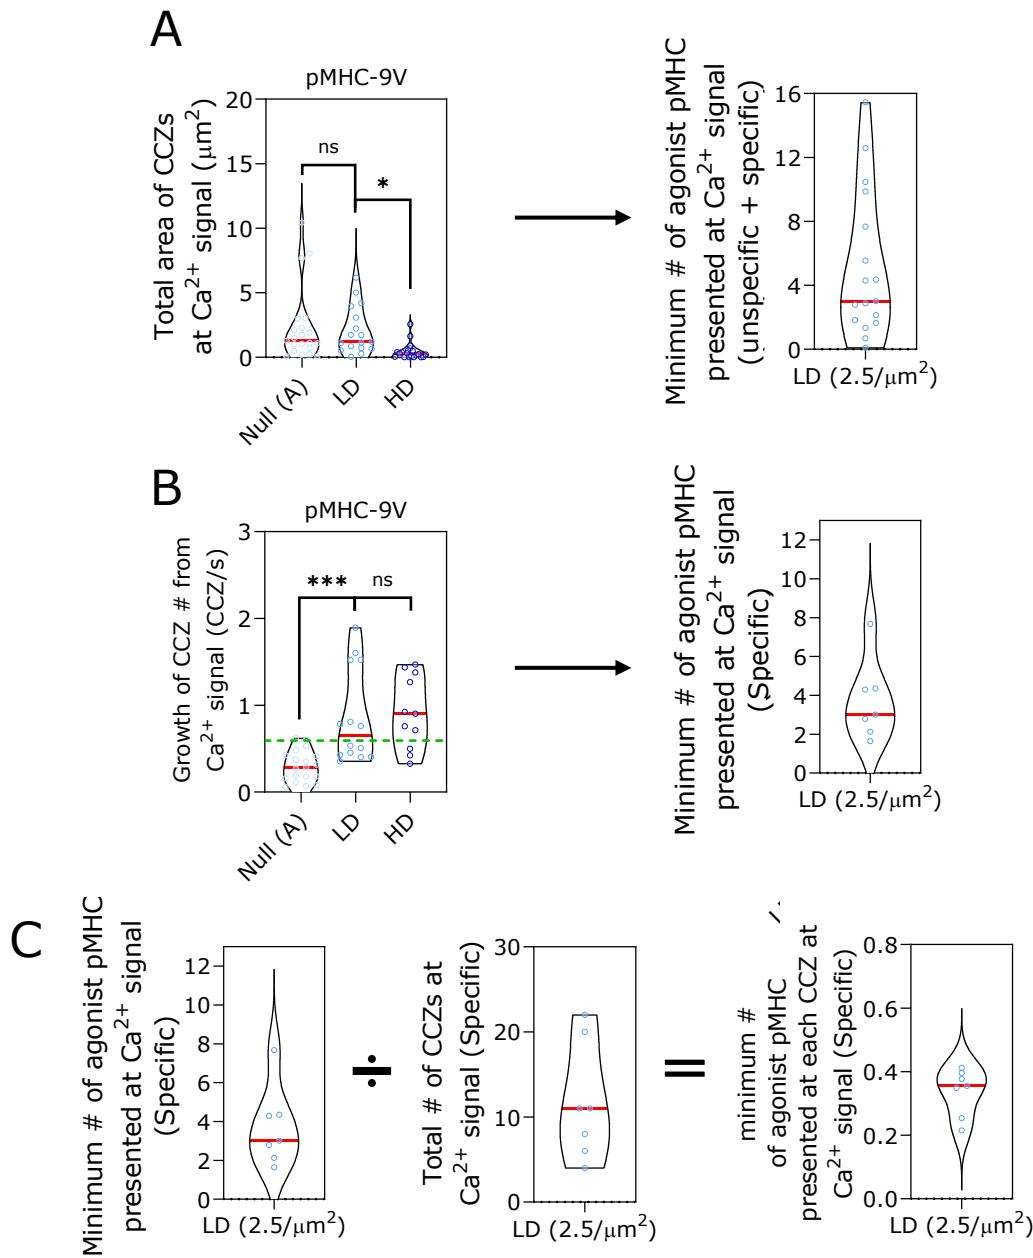 A
pMHC-9V
Total area of CCZs
at Ca2+ signal (μm2)
20
15
10
5
0
ns
*
Null (A)
LD
HD
Minimum # of agonist pMHC
presented at Ca2+ signal
(unspecific + specific)
16
12
8
4
0
LD (2.5/μm2)
B
pMHC-9V
Growth of CCZ # from
Ca2+ signal (CCZ/s)
3
2
1
0
***
ns
Null (A)
LD
HD
Minimum # of agonist pMHC
presented at Ca2+ signal
(Specific)
12
10
8
6
4
2
0
LD (2.5/μm2)
C
Minimum # of agonist pMHC
presented at Ca2+ signal
(Specific)
12
10
8
6
4
2
0
LD (2.5/μm2)
÷
Total # of CCZs at
Ca2+ signal (Specific)
30
20
10
0
LD (2.5/μm2)
=
minimum #
of agonist pMHC
presented at each CCZ at
Ca2+ signal (Specific)
0.8
0.6
0.4
0.2
0.0
LD (2.5/μm2)